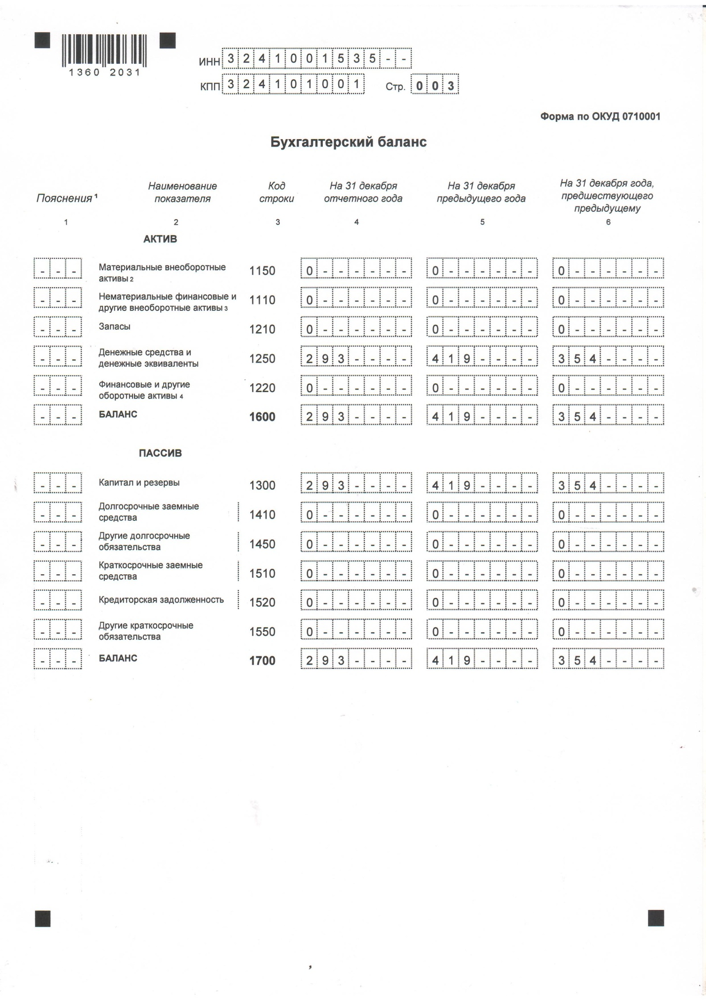 1360 2031
ИНН 3241001535--
КПП 324101001 Стр. 003
Форма по ОКУД 0710001
Бухгалтерский баланс
Пояснения 1 Наименование показателя Код строки На 31 декабря отчетного года На 31 декабря предыдущего года На 31 декабря года, предшествующего предыдущему
1 2 3 4 5 6
АКТИВ
--- Материальные внеоборотные активы 2 1150 0------ 0------ 0------
--- Нематериальные финансовые и другие внеоборотные активы 3 1110 0------ 0------ 0------
--- Запасы 1210 0------ 0------ 0------
--- Денежные средства и денежные эквиваленты 1250 293---- 419---- 354----
--- Финансовые и другие оборотные активы 4 1220 0------ 0------ 0------
--- БАЛАНС 1600 293---- 419---- 354----
ПАССИВ
--- Капитал и резервы 1300 293---- 419---- 354----
--- Долгосрочные заемные средства 1410 0------ 0------ 0------
--- Другие долгосрочные обязательства 1450 0------ 0------ 0------
--- Краткосрочные заемные средства 1510 0------ 0------ 0------
--- Кредиторская задолженность 1520 0------ 0------ 0------
--- Другие краткосрочные обязательства 1550 0------ 0------ 0------
--- БАЛАНС 1700 293---- 419---- 354----